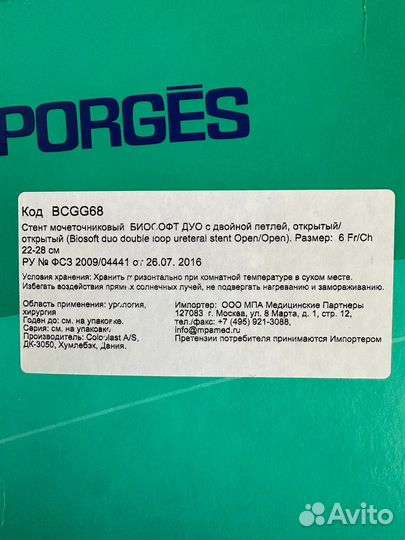 PORGĒS
Код BCGG68
Стент мочеточниковый БИОСОФТ ДУО с двойной петлей, открытый/
открытый (Biosoft duo double loop ureteral stent Open/Open). Размер: 6 Fr/Ch
22-28 см
РУ № ФСЗ 2009/04441 от 26.07. 2016
Условия хранения: Хранить горизонтально при комнатной температуре в сухом месте.
Избегать воздействия прямых солнечных лучей, не подвергать нагреванию и замораживанию.
Область применения: урология,
хирургия
Годен до: см. на упаковке.
Серия: см. на упаковке
Производитель: Coloplast A/S,
ДК-3050, Хумлебэк, Дания.
Импортер: ООО МПА Медицинские Партнеры
127083 г. Москва, ул. 8 Марта, д. 1, стр. 12,
тел./факс: +7 (495) 921-3088,
info@mpamed.ru
Претензии потребителя принимаются Импортером
Avito